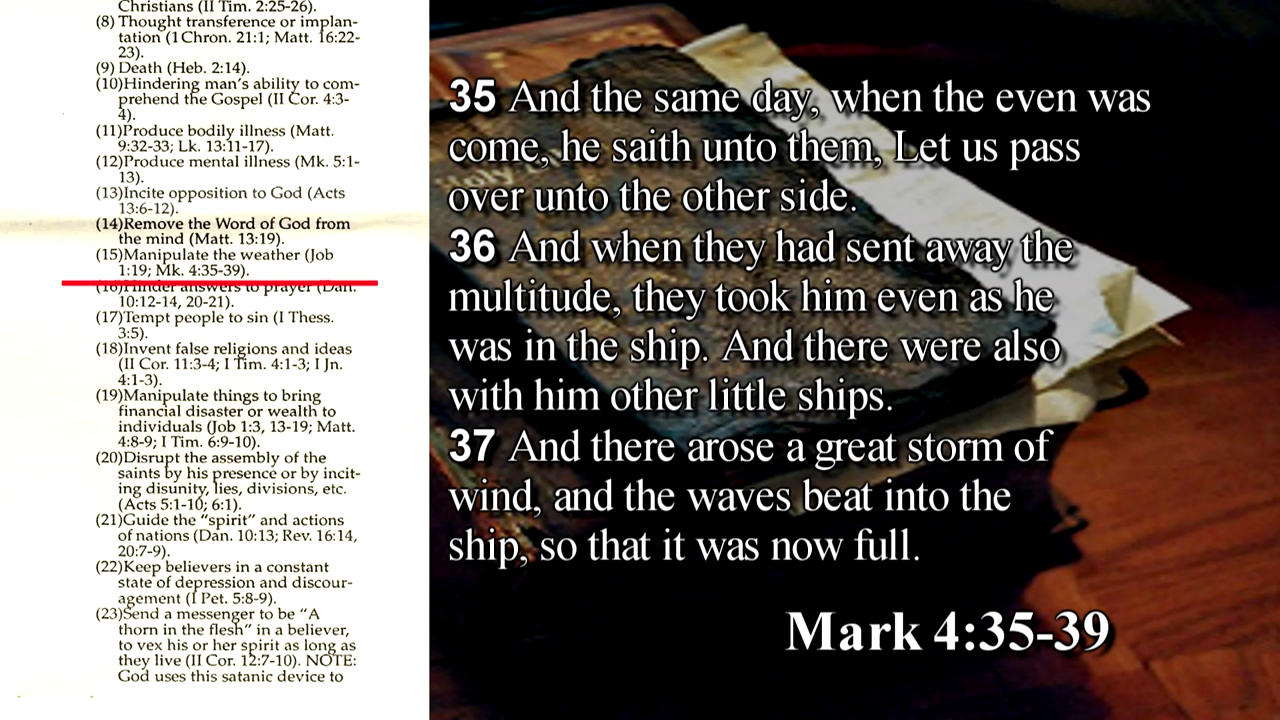 Christians (II Tim. 2:25-26).
(8) Thought transference or implan-
tation (1 Chron. 21:1; Matt. 16:22-
23).
(9) Death (Heb. 2:14).
(10)Hindering man's ability to com-
prehend the Gospel (II Cor. 4:3-
4).
(11)Produce bodily illness (Matt.
9:32-33; Lk. 13:11-17).
(12)Produce mental illness (Mk. 5:1-
13).
(13)Incite opposition to God (Acts
13:6-12).
(14)Remove the Word of God from
the mind (Matt. 13:19).
(15)Manipulate the weather (Job
1:19; Mk. 4:35-39).
(16)Hinder answers to prayer (Dan.
10:12-14, 20-21).
(17)Tempt people to sin (I Thess.
3:5).
(18)Invent false religions and ideas
(II Cor. 11:3-4; I Tim. 4:1-3; I Jn.
4:1-3).
(19)Manipulate things to bring
financial disaster or wealth to
individuals (Job 1:3, 13-19; Matt.
4:8-9; I Tim. 6:9-10).
(20)Disrupt the assembly of the
saints by his presence or by incit-
ing disunity, lies, divisions, etc.
(Acts 5:1-10; 6:1).
(21)Guide the "spirit" and actions
of nations (Dan. 10:13; Rev. 16:14,
20:7-9).
(22)Keep believers in a constant
state of depression and discour-
agement (I Pet. 5:8-9).
(23)Send a messenger to be "A
thorn in the flesh" in a believer,
to vex his or her spirit as long as
they live (II Cor. 12:7-10). NOTE:
God uses this satanic device to
35 And the same day, when the even was
come, he saith unto them, Let us pass
over unto the other side.
36 And when they had sent away the
multitude, they took him even as he
was in the ship. And there were also
with him other little ships.
37 And there arose a great storm of
wind, and the waves beat into the
ship, so that it was now full.
Mark 4:35-39
Holy